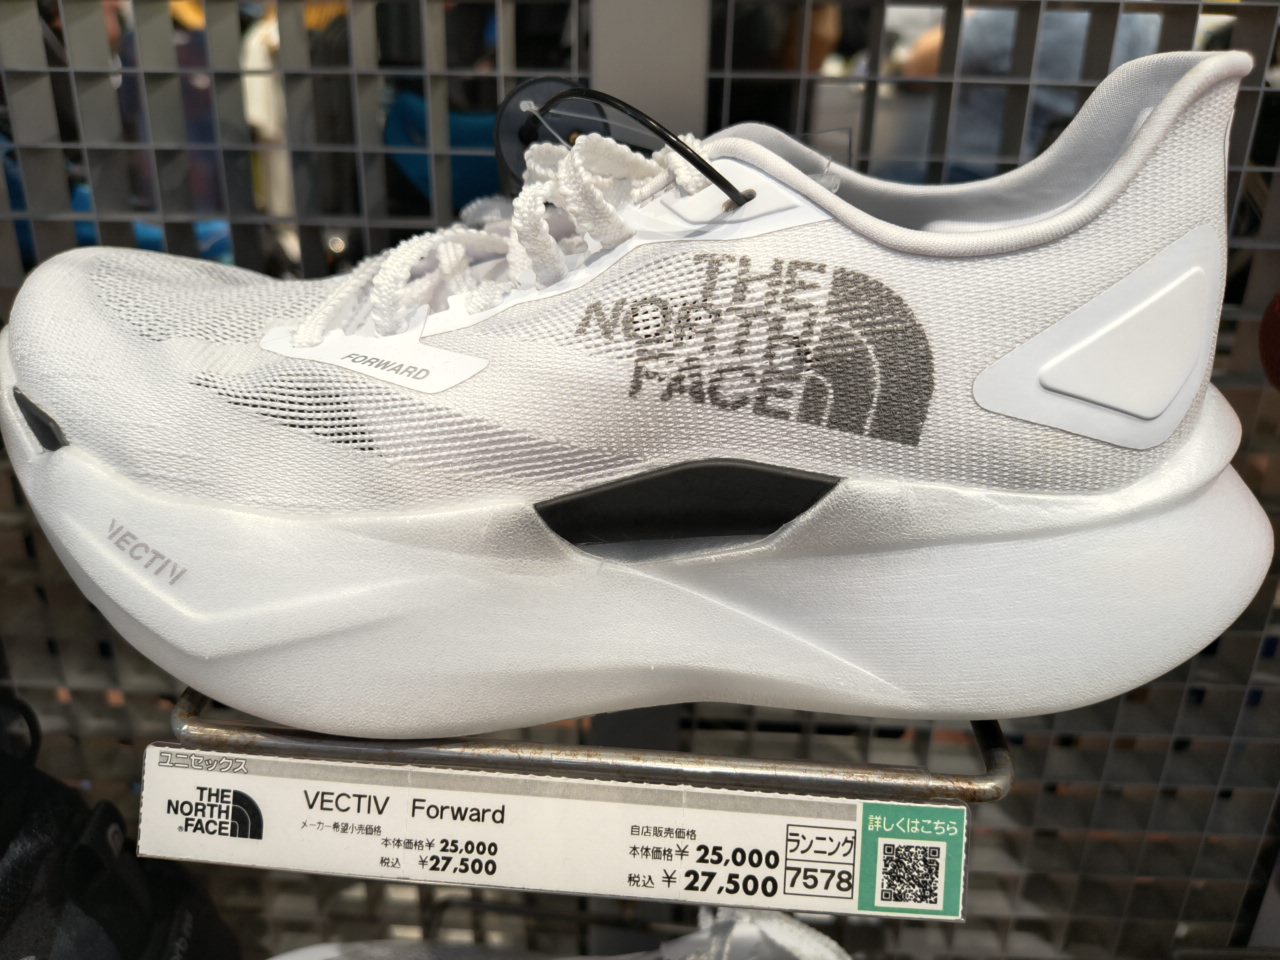 THE
NORTH
FACE
FORWARD
VECTIV
ユニセックス
THE
NORTH
FACE
VECTIV Forward
メーカー希望小売価格
本体価格¥ 25,000
税込 ¥27,500
自店販売価格
本体価格¥ 25,000
税込 ¥ 27,500
ランニング
7578
詳しくはこちら